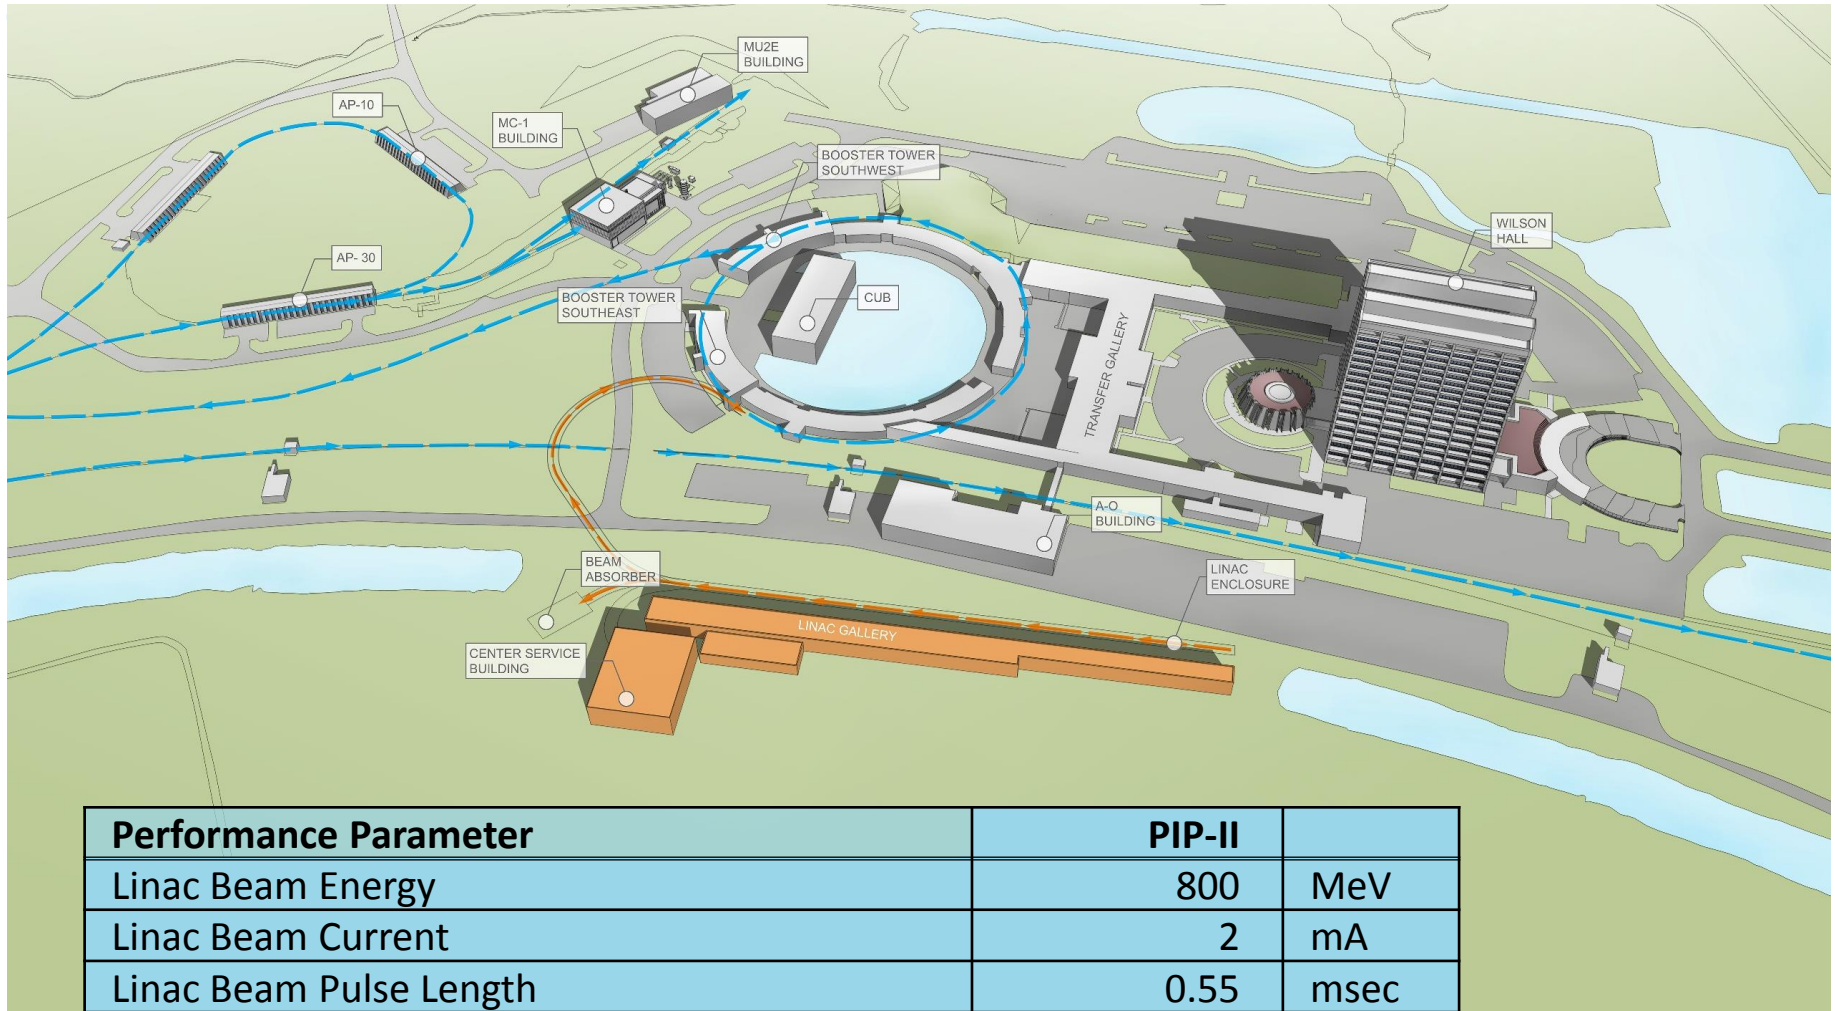 MU2E
BUILDING
AP-10
MC-1
BUILDING
BOOSTER TOWER
SOUTHWEST
WILSON
HALL
AP- 30
BOOSTER TOWER
SOUTHEAST
CUB
TRANSFER GALLERY
A-O
BUILDING
BEAM
ABSORBER
LINAC
ENCLOSURE
LINAC GALLERY
CENTER SERVICE
BUILDING
Performance Parameter PIP-II
Linac Beam Energy 800 MeV
Linac Beam Current 2 mA
Linac Beam Pulse Length 0.55 msec